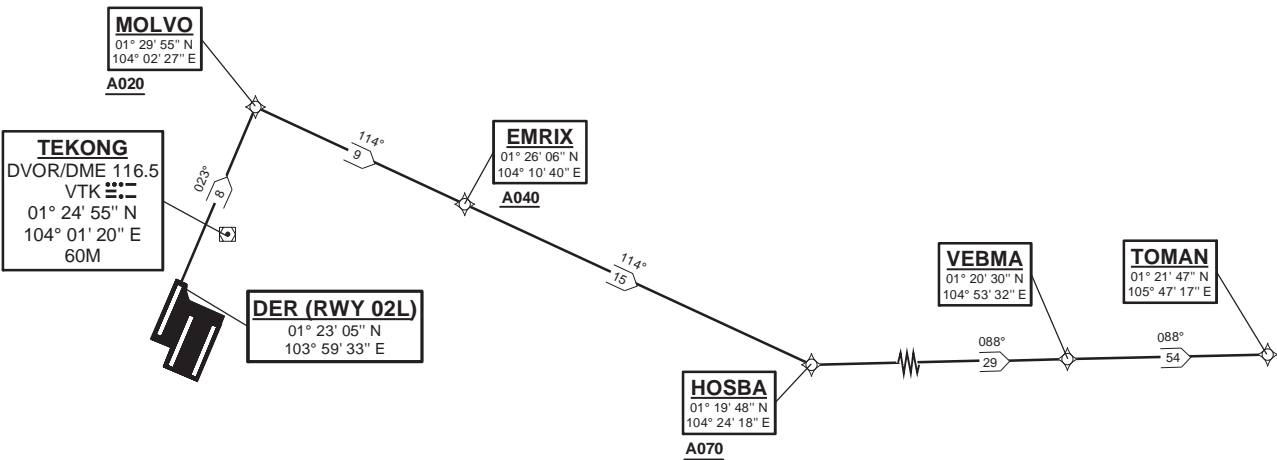 MOLVO
01° 29' 55" N
104° 02' 27" E
A020
TEKONG
DVOR/DME 116.5
VTK
01° 24' 55" N
104° 01' 20" E
60M
023°
8
114°
9
EMRIX
01° 26' 06" N
104° 10' 40" E
A040
DER (RWY 02L)
01° 23' 05" N
103° 59' 33" E
114°
15
HOSBA
01° 19' 48" N
104° 24' 18" E
A070
088°
29
VEBMA
01° 20' 30" N
104° 53' 32" E
088°
54
TOMAN
01° 21' 47" N
105° 47' 17" E